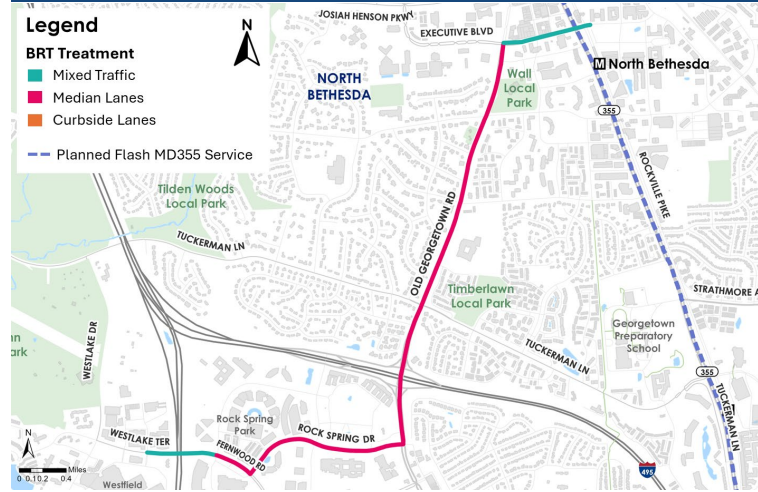 Legend
BRT Treatment
Mixed Traffic
Median Lanes
Curbside Lanes
Planned Flash MD355 Service
N
JOSIAH HENSON PKWY
EXECUTIVE BLVD
NORTH
BETHESDA
Wall
Local
Park
M North Bethesda
355
ROCKVILLE PIKE
Tilden Woods
Local Park
TUCKERMAN LN
OLD GEORGETOWN RD
Timberlawn
Local Park
STRATHMORE A
Georgetown
Preparatory
School
TUCKERMAN LN
355
TUCKERMAN LN
nn
ark
WESTLAKE DR
Rock Spring
Park
WESTLAKE TER
FERNWOOD RD
ROCK SPRING DR
495
N
Miles
0 0.10.2 0.4
Westfield